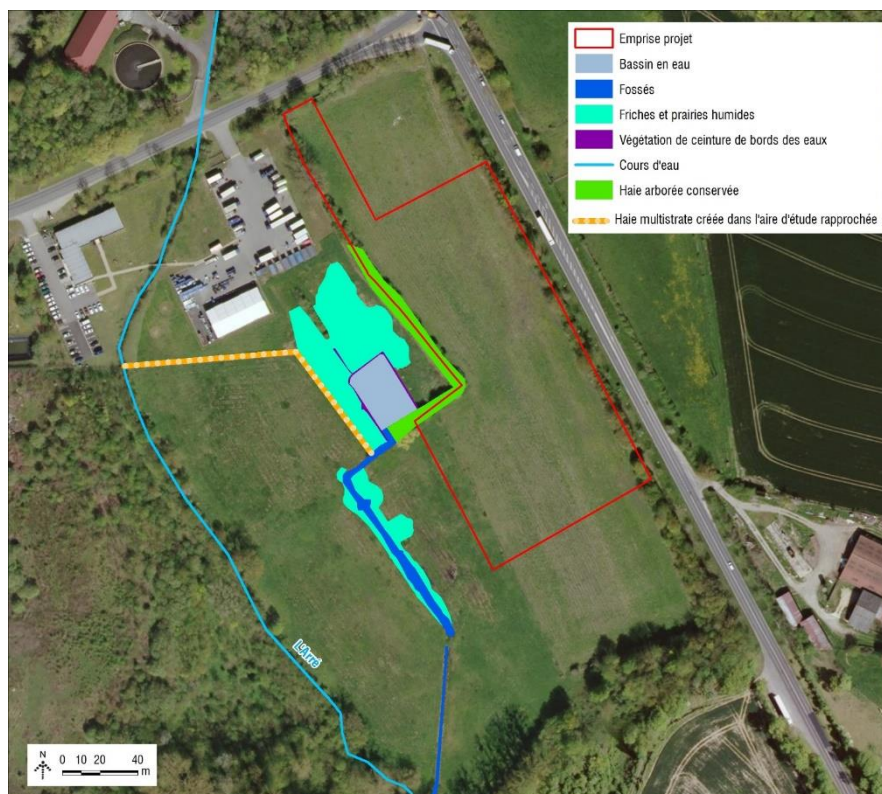 Emprise projet
Bassin en eau
Fossés
Friches et prairies humides
Végétation de ceinture de bords des eaux
Cours d'eau
Haie arborée conservée
Haie multistrate créée dans l'aire d'étude rapprochée
L'Arré
N
0 10 20 40
m